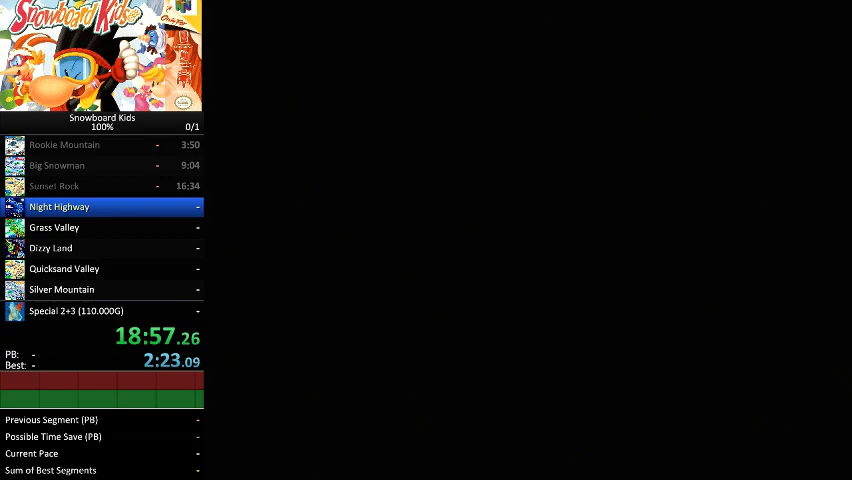 Snowboard Kids
Only For
Snowboard Kids
100% 0/1
Rookie Mountain - 3:50
Big Snowman - 9:04
Sunset Rock - 16:34
Night Highway -
Grass Valley -
Dizzy Land -
Quicksand Valley -
Silver Mountain -
Special 2+3 (110.000G) -
18:57.26
PB: -
Best: - 2:23.09
Previous Segment (PB) -
Possible Time Save (PB) -
Current Pace -
Sum of Best Segments -